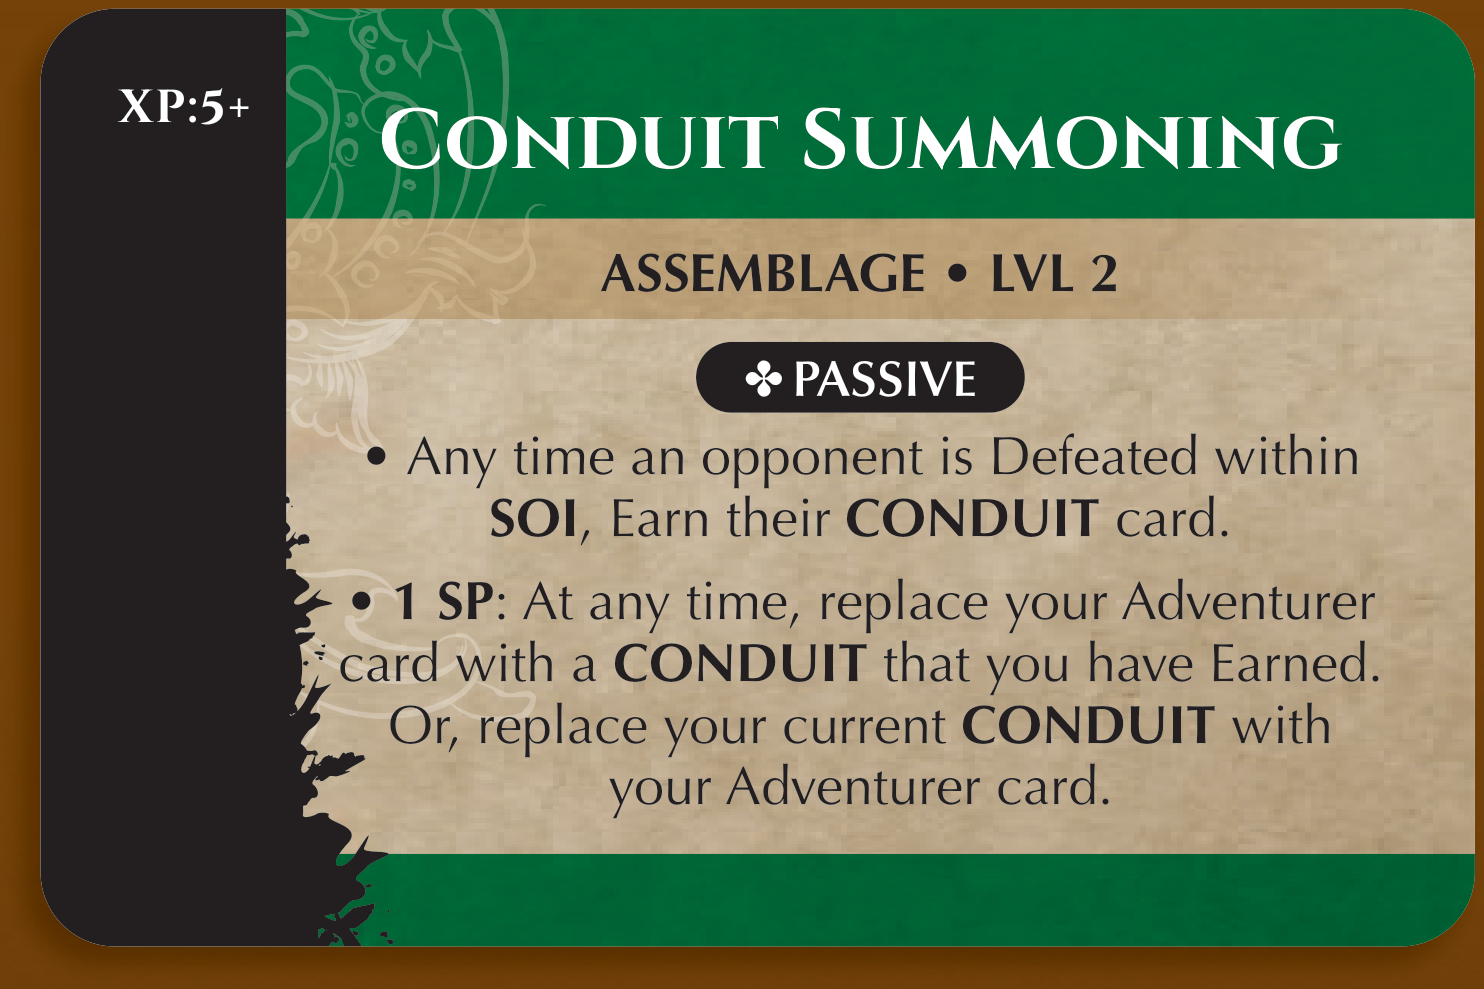 XP:5+
CONDUIT SUMMONING
ASSEMBLAGE • LVL 2
✤ PASSIVE
• Any time an opponent is Defeated within
SOI, Earn their CONDUIT card.
• 1 SP: At any time, replace your Adventurer
card with a CONDUIT that you have Earned.
Or, replace your current CONDUIT with
your Adventurer card.